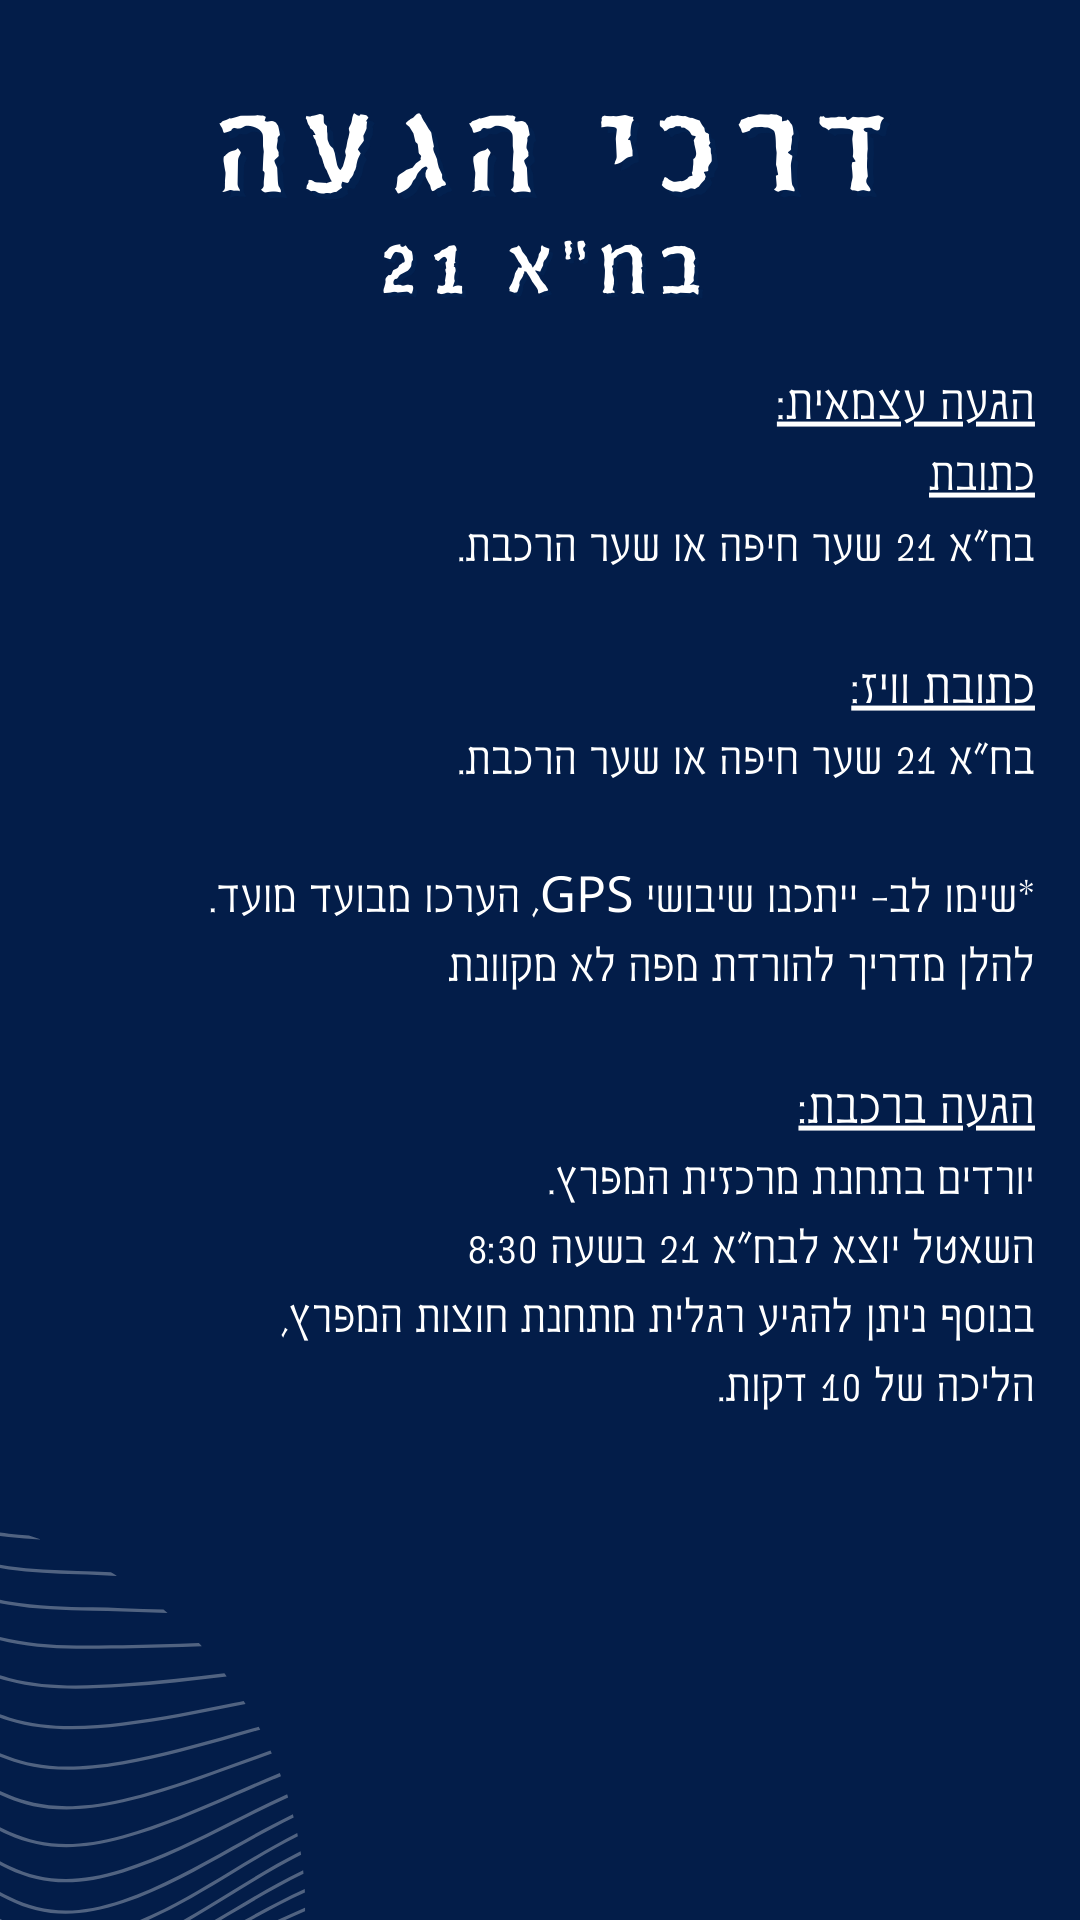 דרכי הגעה
בח"א 21
הגעה עצמאית:
כתובת
בח"א 21 שער חיפה או שער הרכבת.
כתובת וויז:
בח"א 21 שער חיפה או שער הרכבת.
*שימו לב- ייתכנו שיבושי GPS, הערכו מבועד מועד.
להלן מדריך להורדת מפה לא מקוונת
הגעה ברכבת:
יורדים בתחנת מרכזית המפרץ.
השאטל יוצא לבח"א 21 בשעה 8:30
בנוסף ניתן להגיע רגלית מתחנת חוצות המפרץ,
הליכה של 10 דקות.